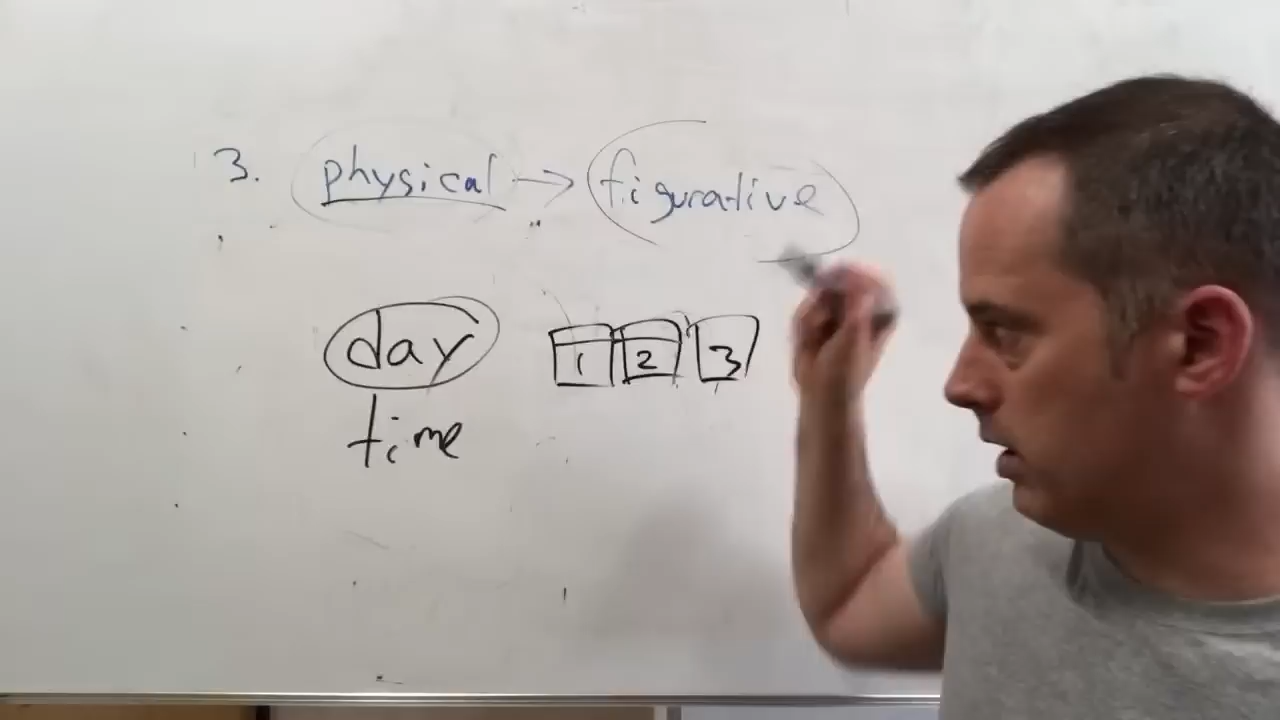 3. physical → figurative
day 1 2 3
time